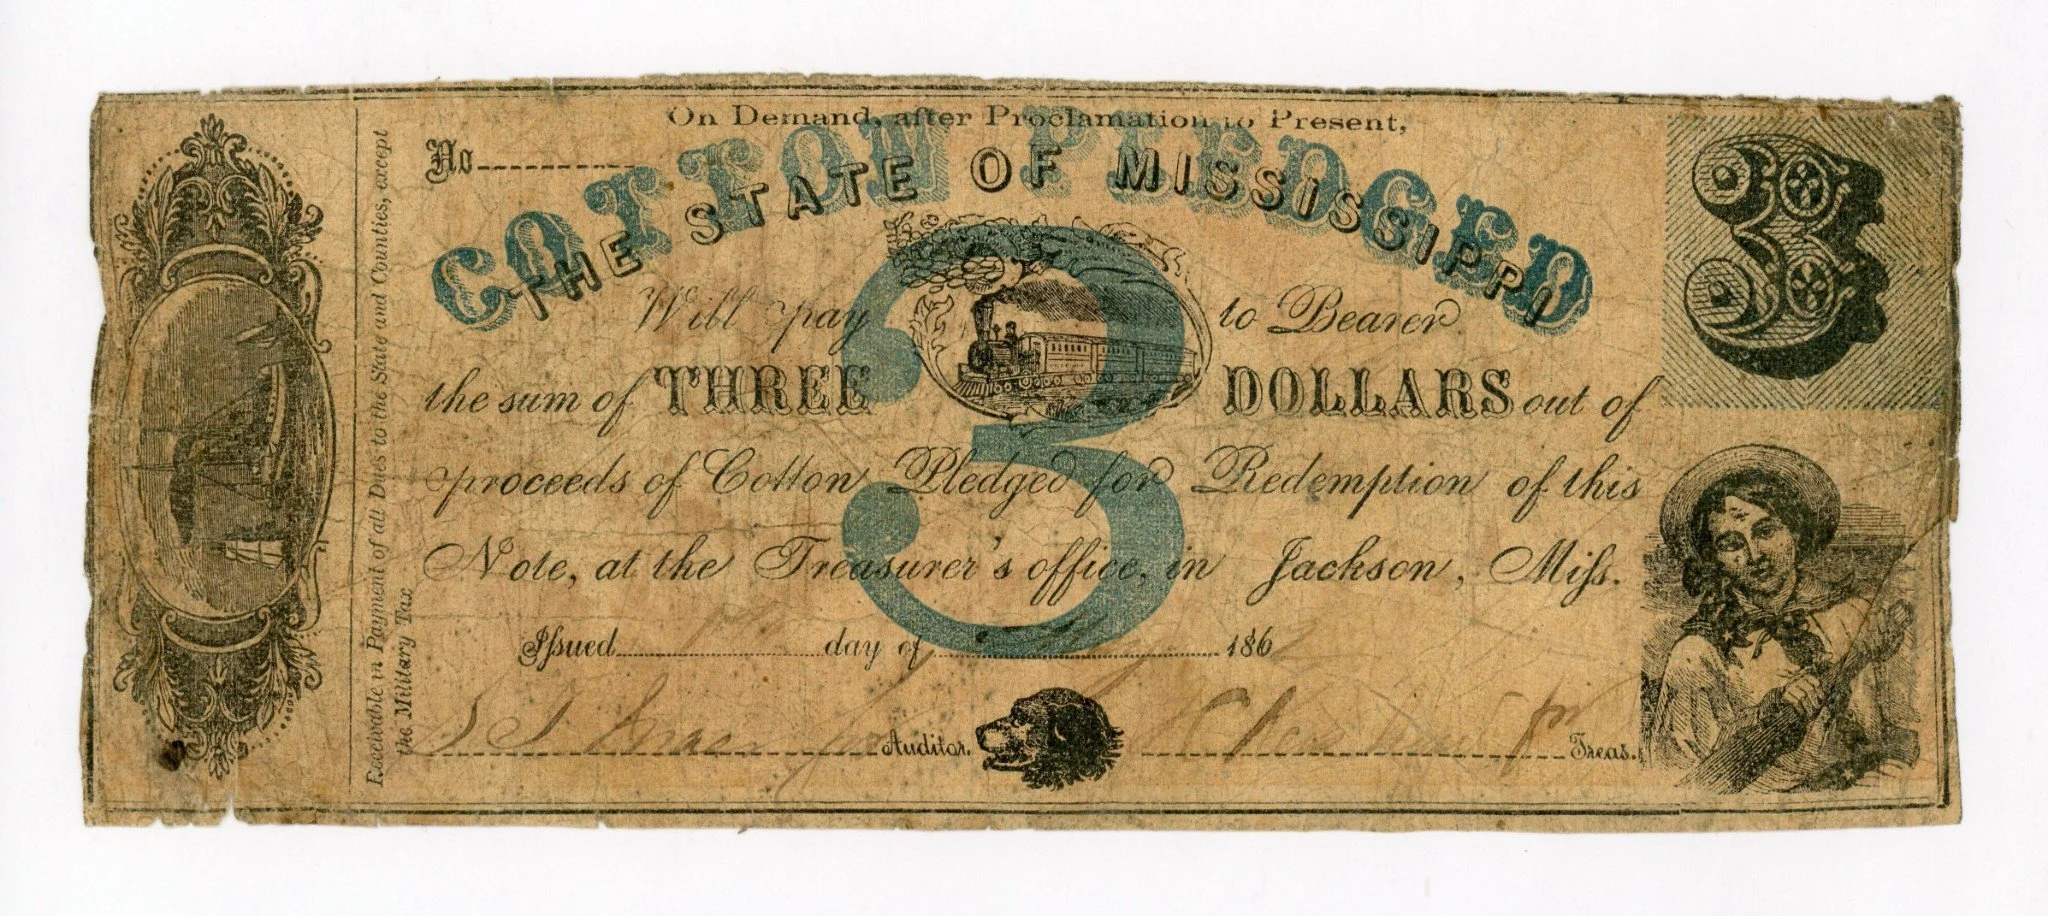 On Demand, after Proclamation to Present,
No
COTTON PLEDGED
THE STATE OF MISSISSIPPI
3
Will pay
to Bearer
3
the sum of THREE DOLLARS out of
proceeds of Cotton Pledged for Redemption of this
Note, at the Treasurer's office, in Jackson, Miſs.
Iſsued day of 186
Auditor.
Treas.
Receivable in Payment of all Dues to the State and Counties, except
the Military Tax